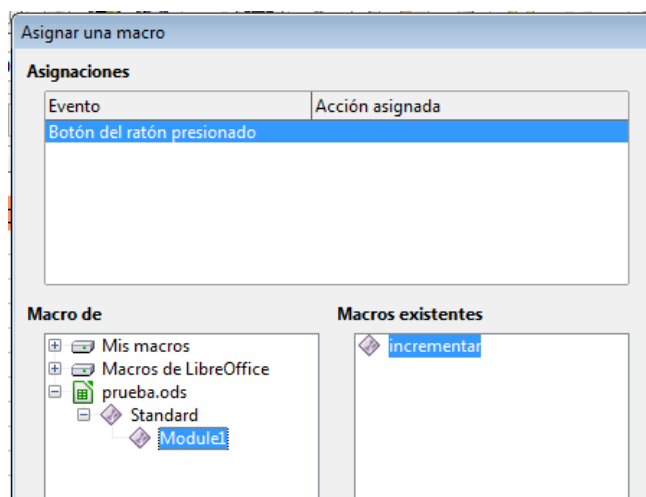 Asignar una macro
Asignaciones
Evento Acción asignada
Botón del ratón presionado
Macro de Macros existentes
Mis macros incrementar
Macros de LibreOffice
prueba.ods
Standard
Module1